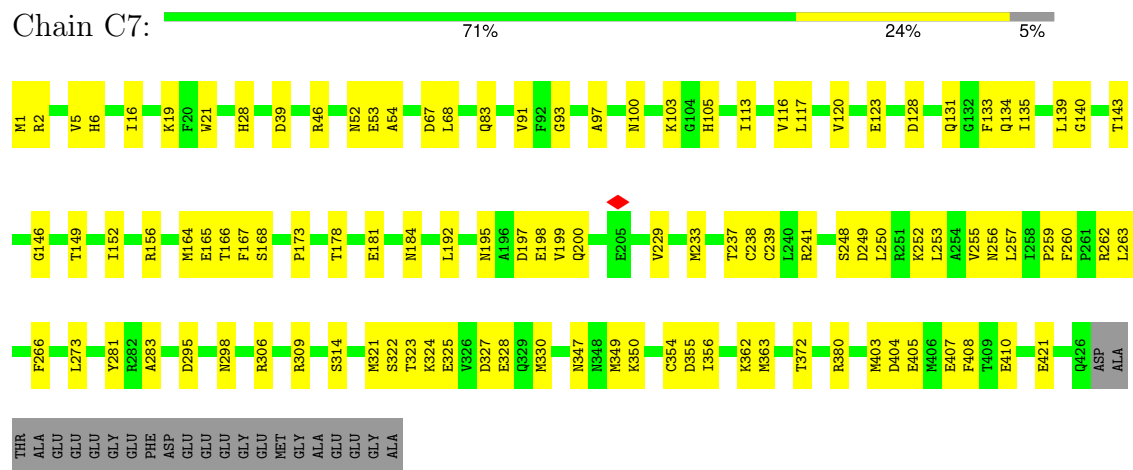 Chain C7:
71% 24% 5%
M1 R2 V5 H6 I16 K19 F20 W21 H28 D39 R46 N52 E53 A54 D67 L68 Q83 V91 F92 G93 A97 N100 K103 G104 H105 I113 V116 L117 V120 E123 D128 Q131 G132 F133 Q134 I135 L139 G140 T143
G146 T149 I152 R156 M164 E165 T166 F167 S168 P173 T178 E181 N184 L192 N195 A196 D197 E198 V199 Q200 E205 V229 M233 T237 C238 C239 L240 R241 S248 D249 L250 R251 K252 L253 A254 V255 N256 L257 I258 P259 F260 P261 R262 L263
F266 L273 Y281 R282 A283 D295 N298 R306 R309 S314 M321 S322 T323 K324 E325 V326 D327 E328 Q329 M330 N347 N348 M349 K350 C354 D355 I356 K362 M363 T372 R380 M403 D404 E405 M406 E407 F408 T409 E410 E421 Q426 ASP ALA
THR ALA GLU GLU GLU GLY GLU PHE ASP GLU GLU GLU GLY GLU MET GLY ALA GLU GLU GLY ALA